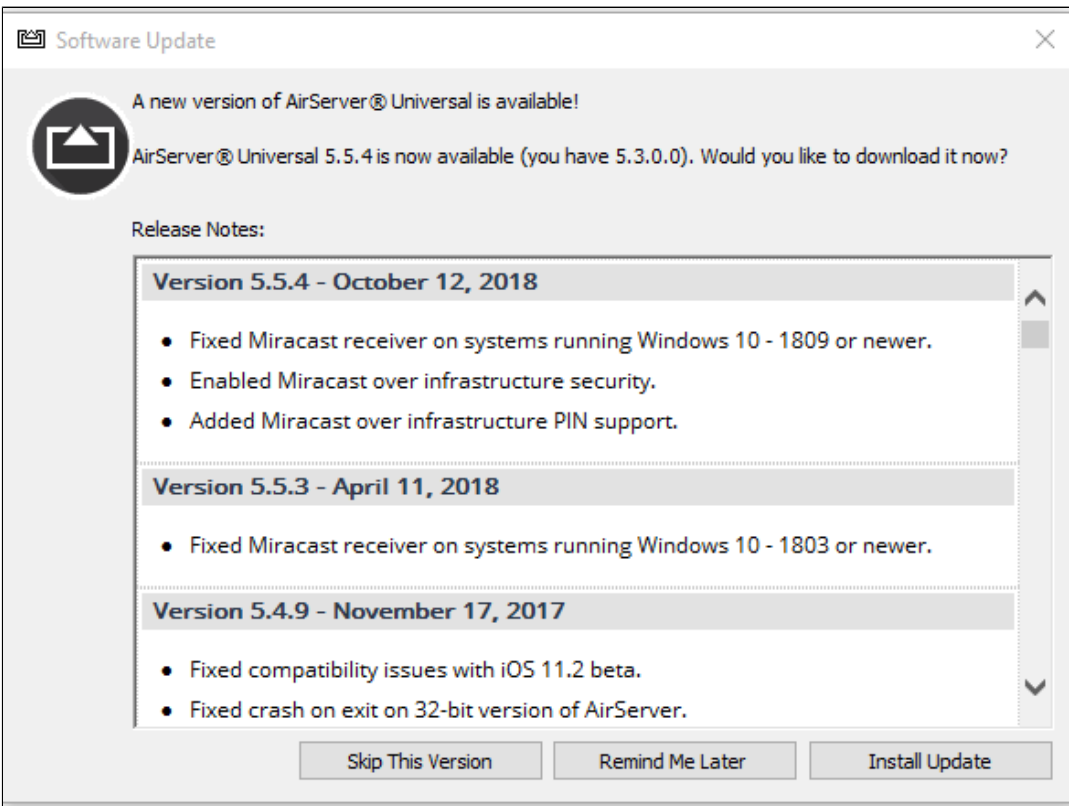 Software Update
A new version of AirServer® Universal is available!
AirServer® Universal 5.5.4 is now available (you have 5.3.0.0). Would you like to download it now?
Release Notes:
Version 5.5.4 - October 12, 2018
● Fixed Miracast receiver on systems running Windows 10 - 1809 or newer.
● Enabled Miracast over infrastructure security.
● Added Miracast over infrastructure PIN support.
Version 5.5.3 - April 11, 2018
● Fixed Miracast receiver on systems running Windows 10 - 1803 or newer.
Version 5.4.9 - November 17, 2017
● Fixed compatibility issues with iOS 11.2 beta.
● Fixed crash on exit on 32-bit version of AirServer.
Skip This Version Remind Me Later Install Update